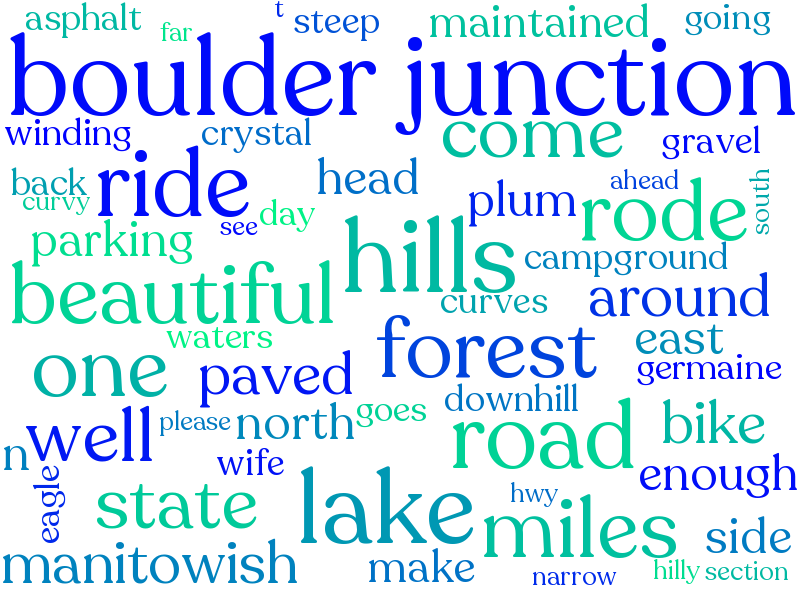 asphalt far t steep maintained going
boulder junction
winding crystal come gravel
back ride head plum ahead rode south
curvy see day
parking hills campground
beautiful curves around
waters forest east
one paved germaine
downhill
well please north goes road bike
n wife enough
eagle state lake hwy miles side
manitowish make narrow hilly section